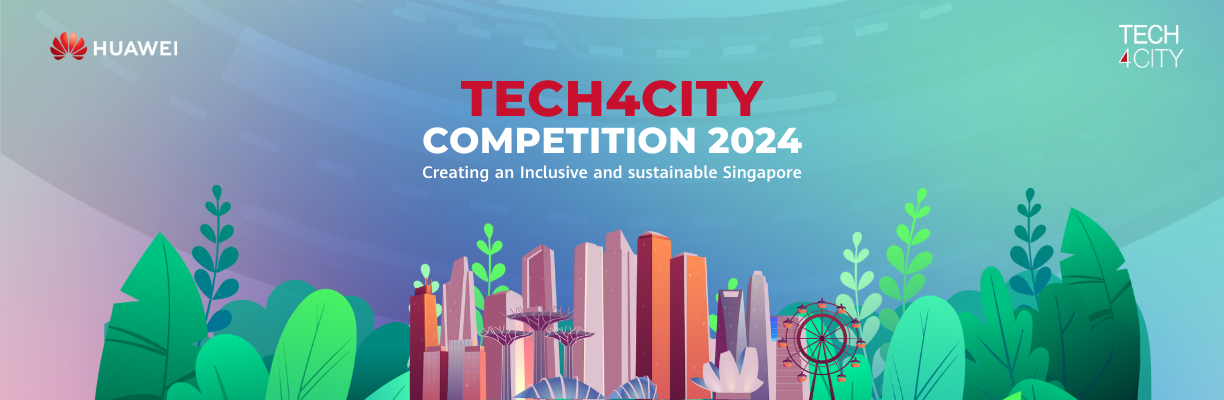 HUAWEI
TECH
4CITY
TECH4CITY
COMPETITION 2024
Creating an Inclusive and sustainable Singapore